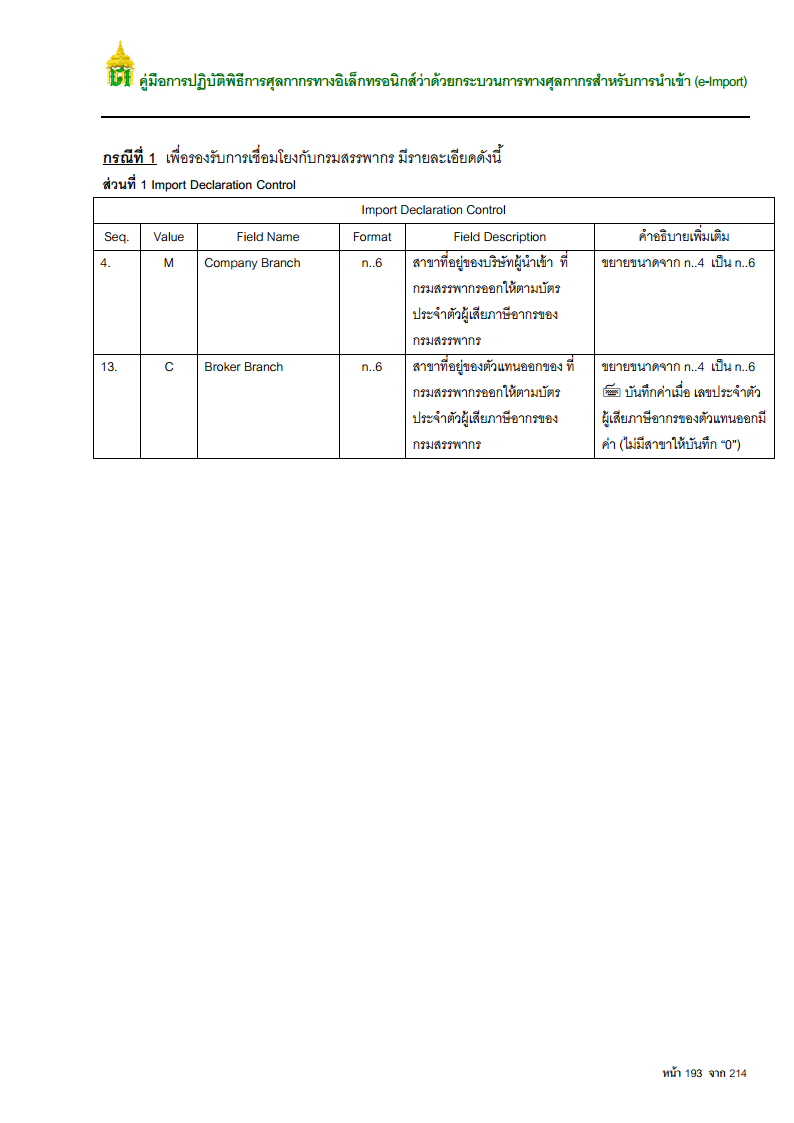 คู่มือการปฏิบัติพิธีการศุลกากรทางอิเล็กทรอนิกส์ว่าด้วยกระบวนการทางศุลกากรสำหรับการนำเข้า (e-Import)
กรณีที่ 1 เพื่อรองรับการเชื่อมโยงกับกรมสรรพากร มีรายละเอียดดังนี้
ส่วนที่ 1 Import Declaration Control
Import Declaration Control
Seq. Value Field Name Format Field Description คำอธิบายเพิ่มเติม
4. M Company Branch n..6 สาขาที่อยู่ของบริษัทผู้นำเข้า ที่ ขยายขนาดจาก n..4 เป็น n..6
กรมสรรพากรออกให้ตามบัตร
ประจำตัวผู้เสียภาษีอากรของ
กรมสรรพากร
13. C Broker Branch n..6 สาขาที่อยู่ของตัวแทนออกของ ที่ ขยายขนาดจาก n..4 เป็น n..6
กรมสรรพากรออกให้ตามบัตร บันทึกค่าเมื่อ เลขประจำตัว
ประจำตัวผู้เสียภาษีอากรของ ผู้เสียภาษีอากรของตัวแทนออกมี
กรมสรรพากร ค่า (ไม่มีสาขาให้บันทึก “0”)
หน้า 193 จาก 214